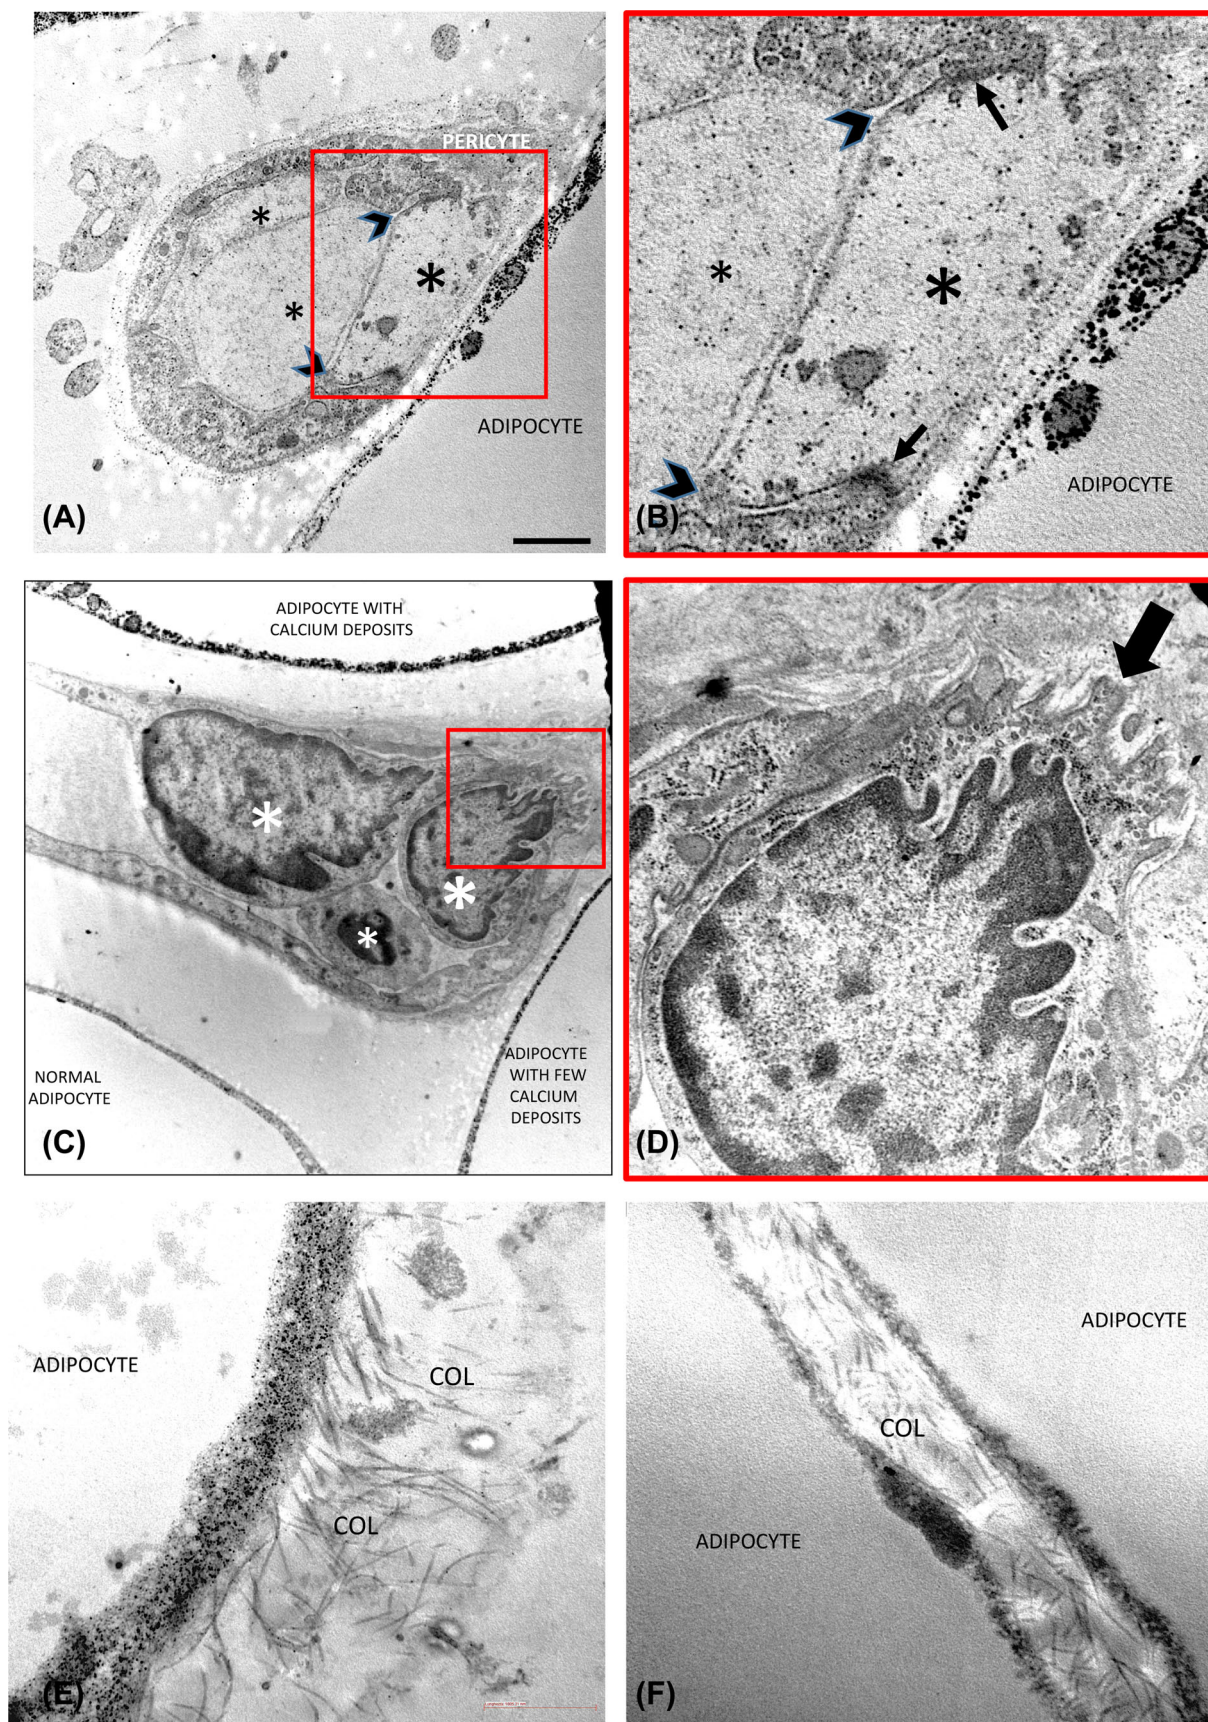 PERICYTE
*
*
*
ADIPOCYTE
(A)
*
*
ADIPOCYTE
(B)
ADIPOCYTE WITH
CALCIUM DEPOSITS
*
*
*
NORMAL
ADIPOCYTE
ADIPOCYTE
WITH FEW
CALCIUM
DEPOSITS
(C)
(D)
ADIPOCYTE
COL
COL
(E)
ADIPOCYTE
COL
ADIPOCYTE
(F)